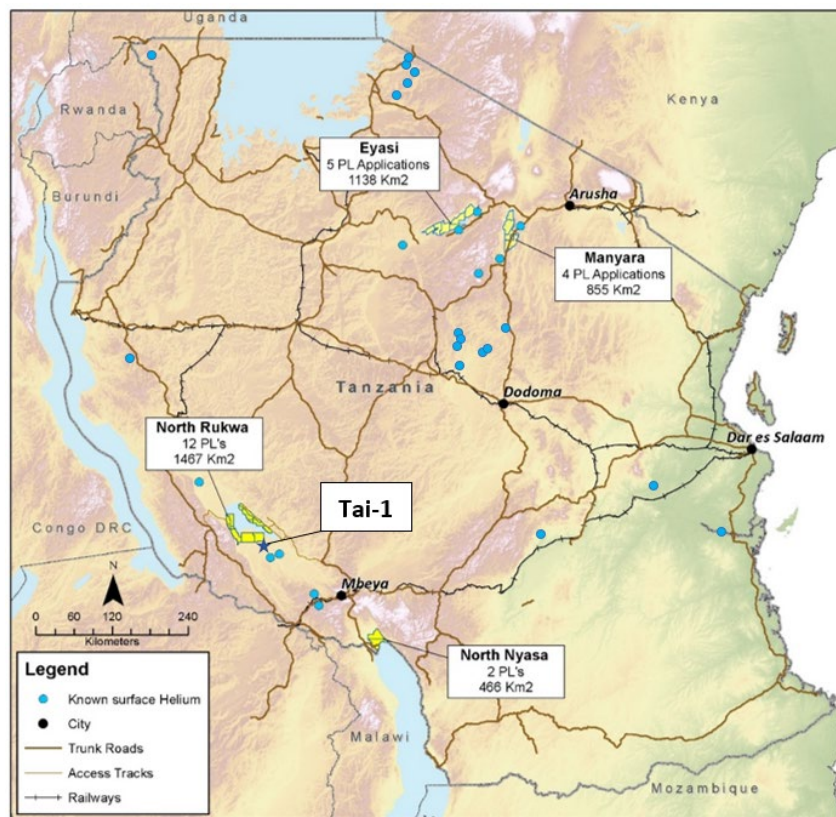 Uganda
Rwanda
Kenya
Eyasi
5 PL Applications
1138 Km2
Arusha
Burundi
Manyara
4 PL Applications
855 Km2
Tanzania
Dodoma
North Rukwa
12 PL's
1467 Km2
Dar es Salaam
Tai-1
Congo DRC
N
Mbeya
0 60 120 240
Kilometers
North Nyasa
2 PL's
466 Km2
Legend
Known surface Helium
City
Trunk Roads
Access Tracks
Railways
Malawi
Mozambique